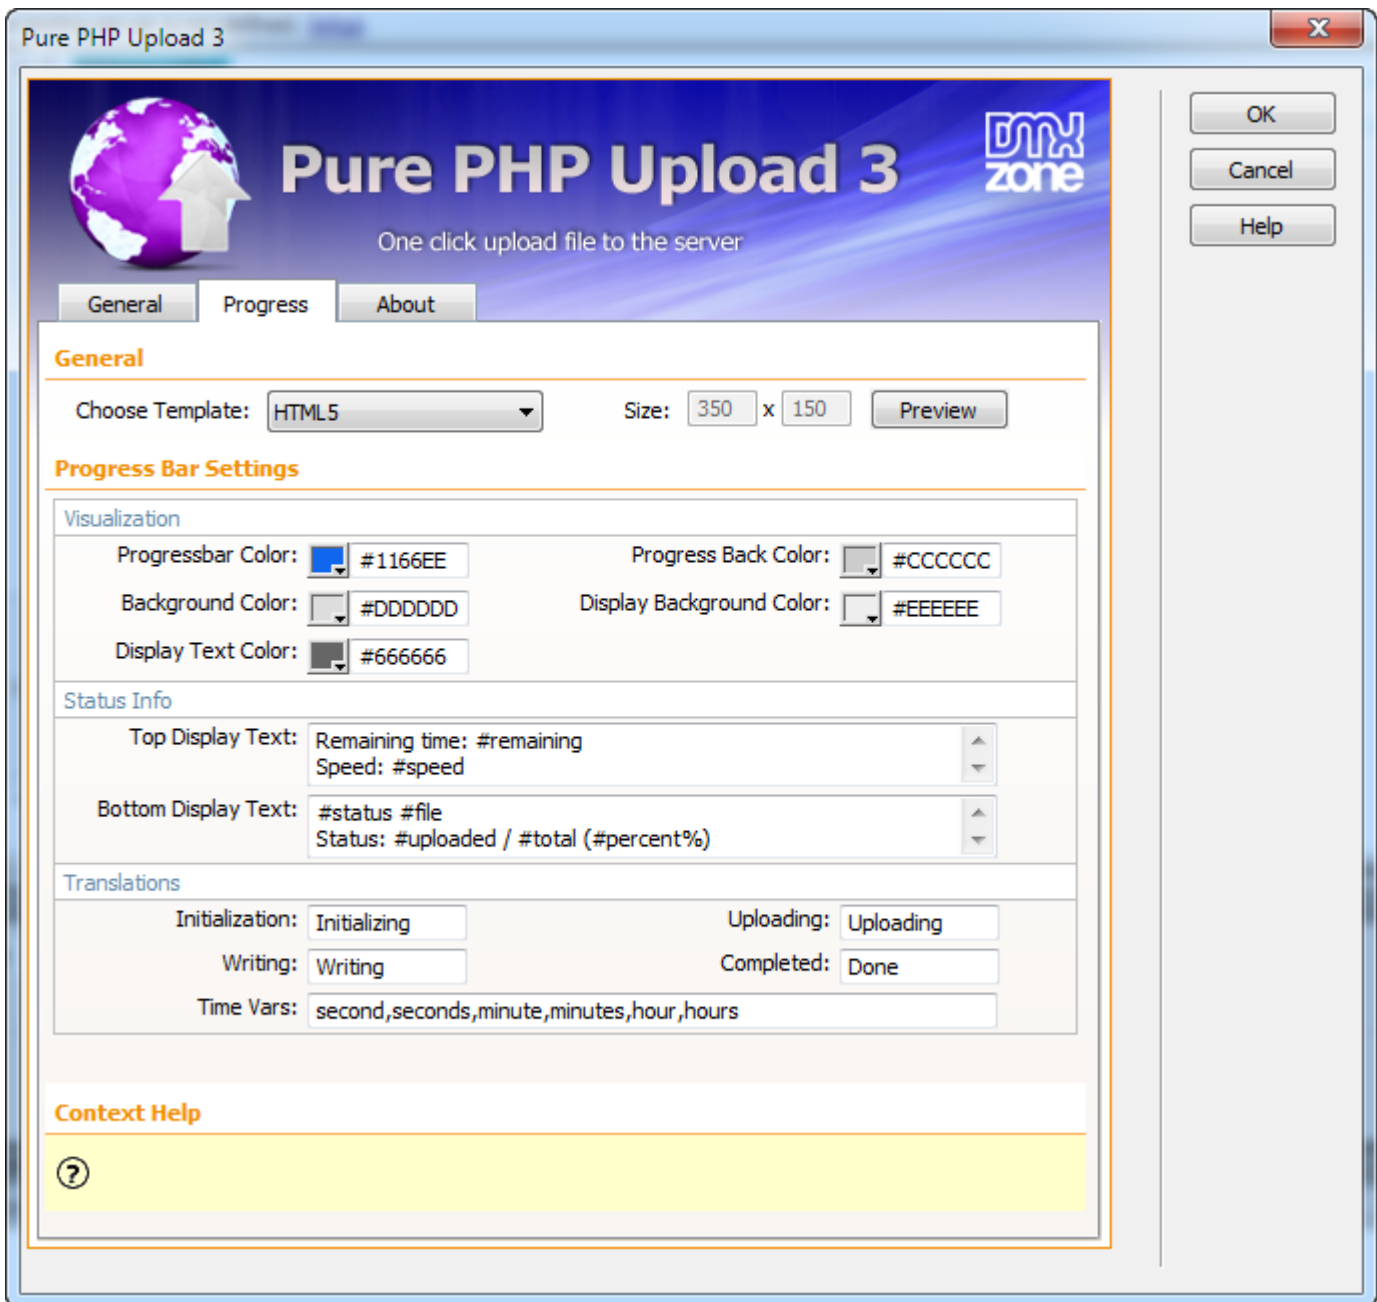 Pure PHP Upload 3
X
Pure PHP Upload 3
DMX
zone
One click upload file to the server
OK
Cancel
Help
General Progress About
General
Choose Template: HTML5 Size: 350 x 150 Preview
Progress Bar Settings
Visualization
Progressbar Color: #1166EE Progress Back Color: #CCCCCC
Background Color: #DDDDDD Display Background Color: #EEEEEE
Display Text Color: #666666
Status Info
Top Display Text: Remaining time: #remaining
Speed: #speed
Bottom Display Text: #status #file
Status: #uploaded / #total (#percent%)
Translations
Initialization: Initializing Uploading: Uploading
Writing: Writing Completed: Done
Time Vars: second,seconds,minute,minutes,hour,hours
Context Help
?